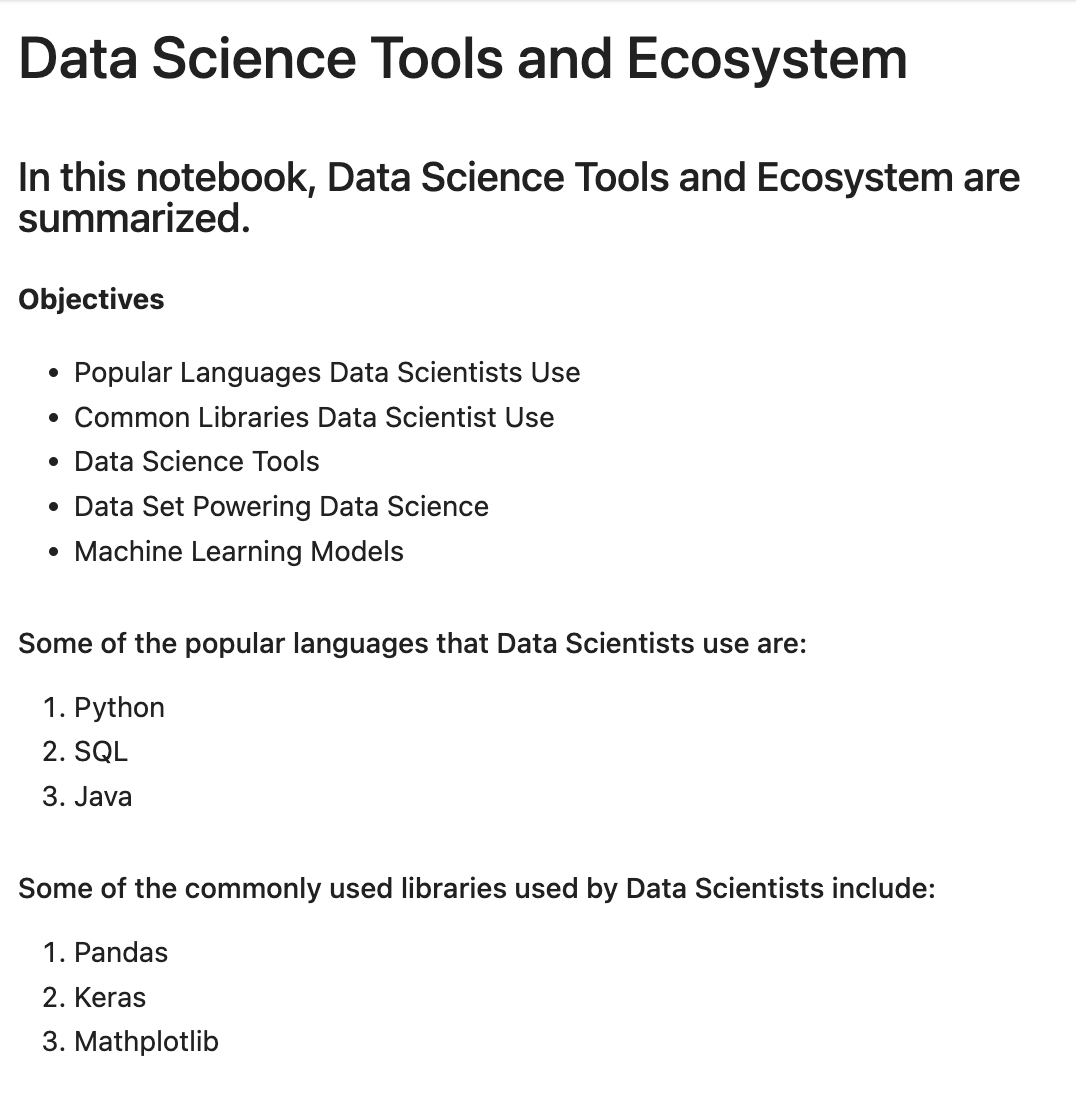 Data Science Tools and Ecosystem
In this notebook, Data Science Tools and Ecosystem are
summarized.
Objectives
• Popular Languages Data Scientists Use
• Common Libraries Data Scientist Use
• Data Science Tools
• Data Set Powering Data Science
• Machine Learning Models
Some of the popular languages that Data Scientists use are:
1. Python
2. SQL
3. Java
Some of the commonly used libraries used by Data Scientists include:
1. Pandas
2. Keras
3. Mathplotlib